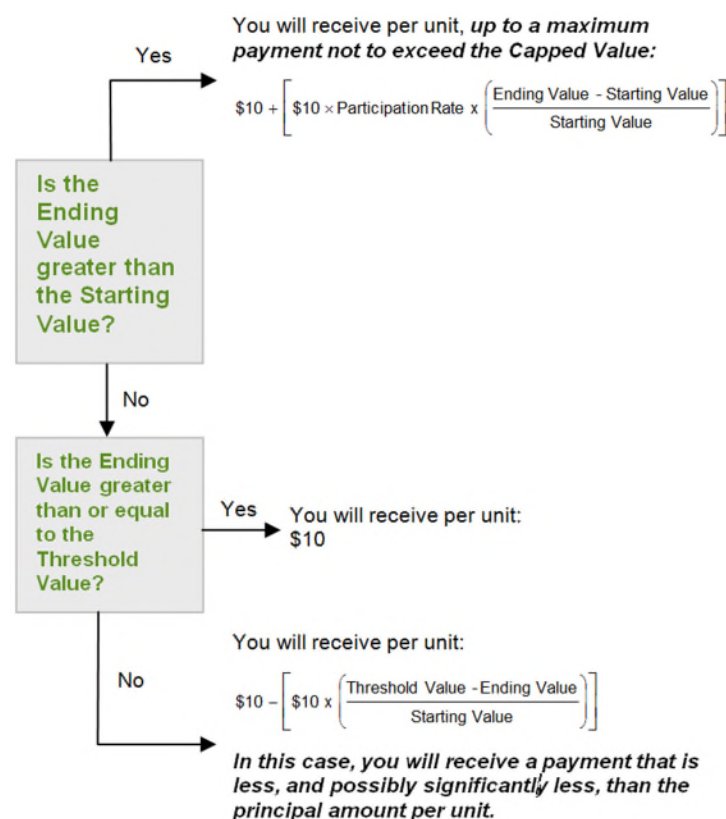 You will receive per unit, up to a maximum
payment not to exceed the Capped Value:
Yes
$10 + [ $10 × Participation Rate x ( Ending Value - Starting Value / Starting Value ) ]
Is the
Ending
Value
greater than
the Starting
Value?
No
Is the Ending
Value greater
than or equal
to the
Threshold
Value?
Yes
You will receive per unit:
$10
You will receive per unit:
No
$10 – [ $10 x ( Threshold Value - Ending Value / Starting Value ) ]
In this case, you will receive a payment that is
less, and possibly significantly less, than the
principal amount per unit.